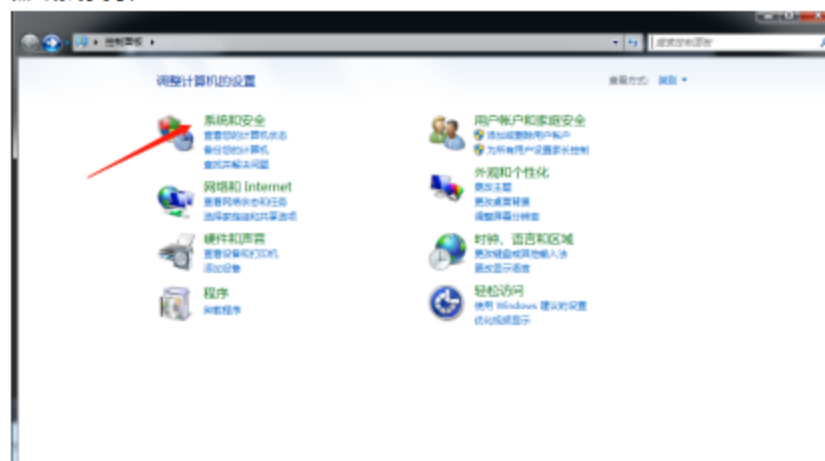 控制面板
搜索控制面板
调整计算机的设置
查看方式: 类别
系统和安全
查看您的计算机状态
备份您的计算机
查找并解决问题
网络和 Internet
查看网络状态和任务
选择家庭组和共享选项
硬件和声音
查看设备和打印机
添加设备
程序
卸载程序
用户帐户和家庭安全
添加或删除用户帐户
为所有用户设置家长控制
外观和个性化
更改主题
更改桌面背景
调整屏幕分辨率
时钟、语言和区域
更改键盘或其他输入法
更改显示语言
轻松访问
使用 Windows 建议的设置
优化视频显示